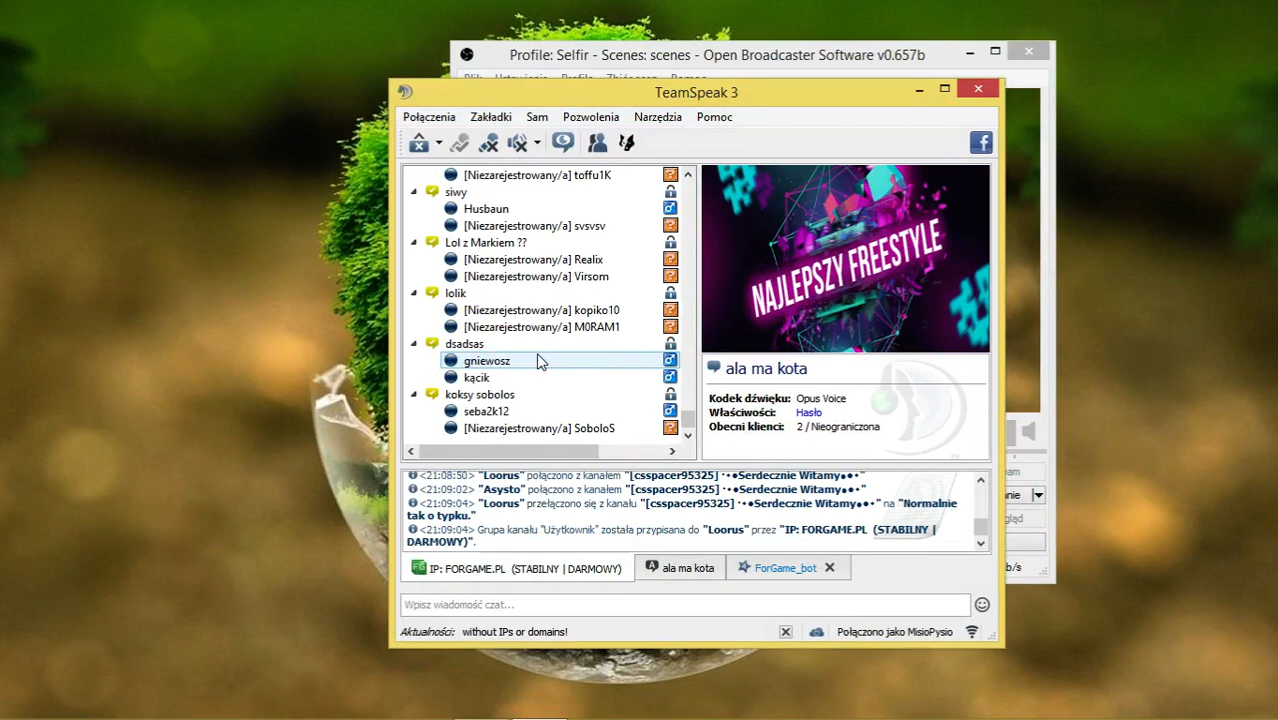 Profile: Selfir - Scenes: scenes - Open Broadcaster Software v0.657b
TeamSpeak 3
Połączenia Zakładki Sam Pozwolenia Narzędzia Pomoc
[Niezarejestrowany/a] toffu1K
siwy
Husbaun
[Niezarejestrowany/a] svsvsv
Lol z Markiem ??
[Niezarejestrowany/a] Realix
[Niezarejestrowany/a] Virsom
lolik
[Niezarejestrowany/a] kopiko10
[Niezarejestrowany/a] M0RAM1
dsadsas
gniewosz
kącik
koksy sobolos
seba2k12
[Niezarejestrowany/a] SoboloS
NAJLEPSZY FREESTYLE
ala ma kota
Kodek dźwięku: Opus Voice
Właściwości: Hasło
Obecni klienci: 2 / Nieograniczona
<21:08:50> "Loorus" połączono z kanałem "[csspacer95325] ·•●Serdecznie Witamy●•·"
<21:09:02> "Asysto" połączono z kanałem "[csspacer95325] ·•●Serdecznie Witamy●•·"
<21:09:04> "Loorus" przełączono się z kanału "[csspacer95325] ·•●Serdecznie Witamy●•·" na "Normalnie
tak o typku."
<21:09:04> Grupa kanału "Użytkownik" została przypisana do "Loorus" przez "IP: FORGAME.PL (STABILNY |
DARMOWY)".
IP: FORGAME.PL (STABILNY | DARMOWY) ala ma kota ForGame_bot
Wpisz wiadomość czat...
Aktualności: without IPs or domains! Połączono jako MisioPysio